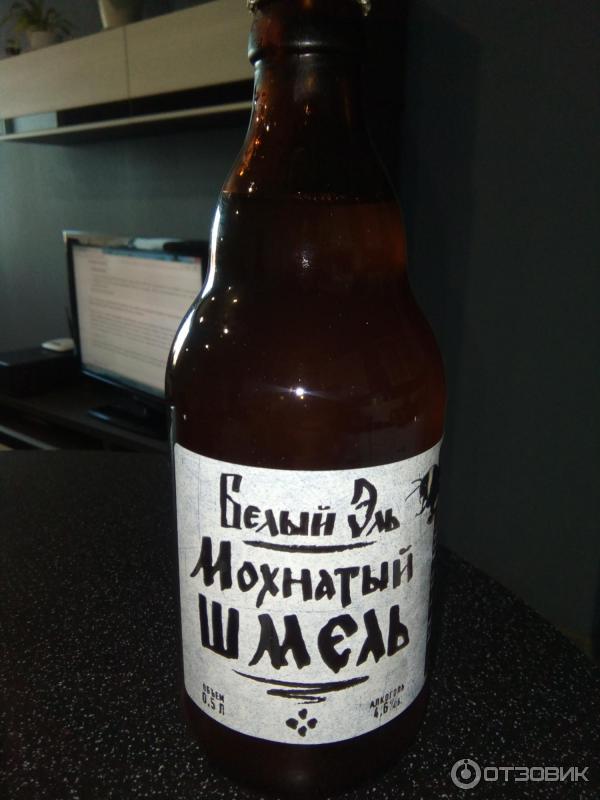 Белый Эль
Мохнатый
Шмель
ОБЪЕМ
0,5 Л
АЛКОГОЛЬ
4,6%
ОТЗОВИК